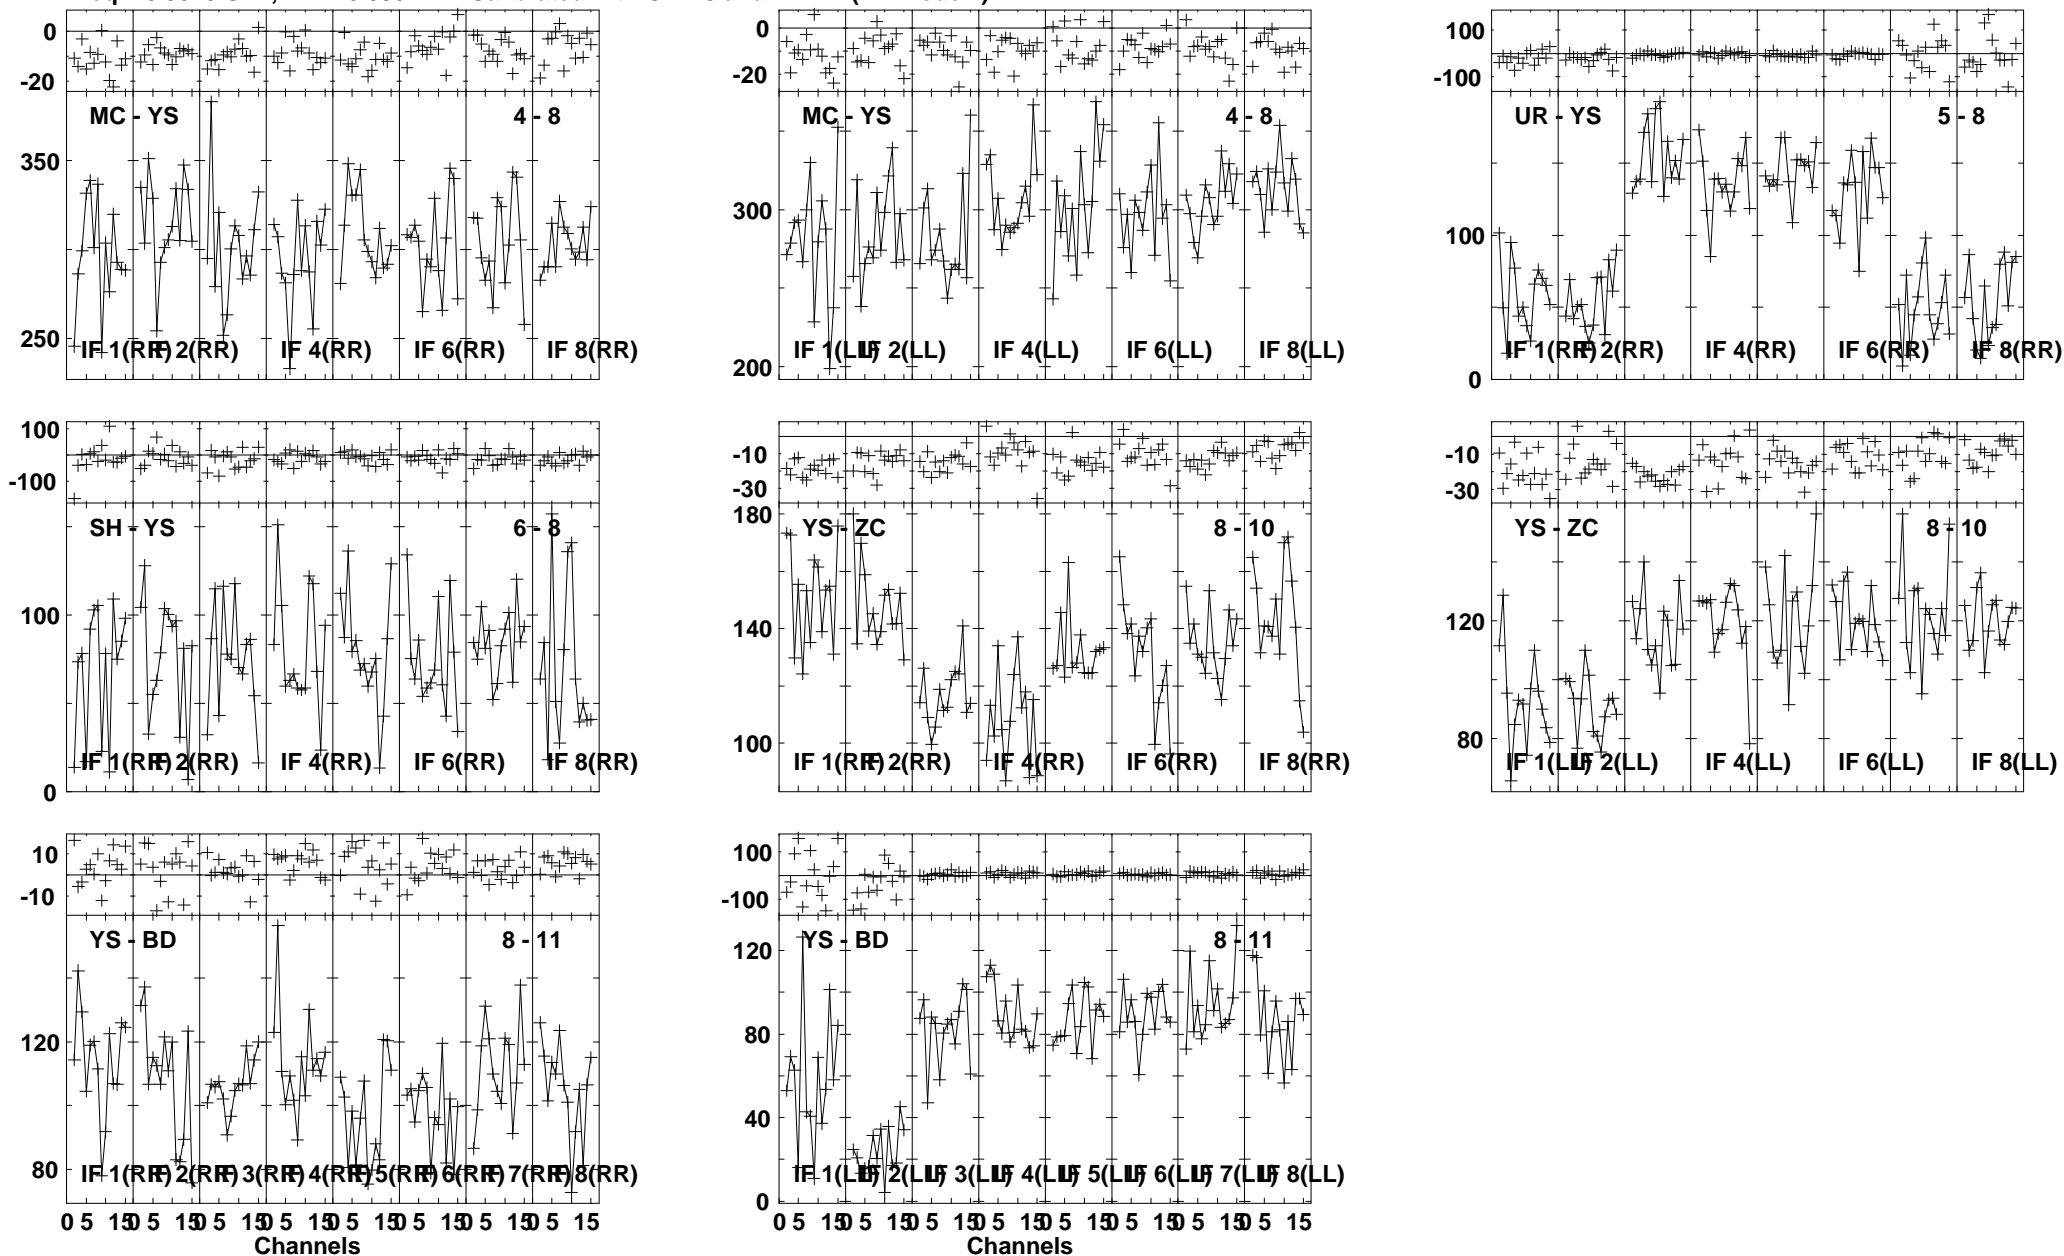 0
-20
MC - YS
4 - 8
350
250
IF 1(RR)
IF 2(RR)
IF 4(RR)
IF 6(RR)
IF 8(RR)
0
-20
MC - YS
4 - 8
300
200
IF 1(LL)
IF 2(LL)
IF 4(LL)
IF 6(LL)
IF 8(LL)
100
-100
UR - YS
5 - 8
100
0
IF 1(RR)
IF 2(RR)
IF 4(RR)
IF 6(RR)
IF 8(RR)
100
-100
SH - YS
6 - 8
100
0
IF 1(RR)
IF 2(RR)
IF 4(RR)
IF 6(RR)
IF 8(RR)
-10
-30
180
YS - ZC
8 - 10
140
100
IF 1(RR)
IF 2(RR)
IF 4(RR)
IF 6(RR)
IF 8(RR)
-10
-30
YS - ZC
8 - 10
120
80
IF 1(LL)
IF 2(LL)
IF 4(LL)
IF 6(LL)
IF 8(LL)
10
-10
YS - BD
8 - 11
120
80
IF 1(RR)
IF 2(RR)
IF 3(RR)
IF 4(RR)
IF 5(RR)
IF 6(RR)
IF 7(RR)
IF 8(RR)
0 5 15 0 5 15 0 5 15 0 5 15 0 5 15 0 5 15 0 5 15 0 5 15
Channels
100
-100
YS - BD
8 - 11
120
80
40
0
IF 1(LL)
IF 2(LL)
IF 3(LL)
IF 4(LL)
IF 5(LL)
IF 6(LL)
IF 7(LL)
IF 8(LL)
0 5 15 0 5 15 0 5 15 0 5 15 0 5 15 0 5 15 0 5 15 0 5 15
Channels